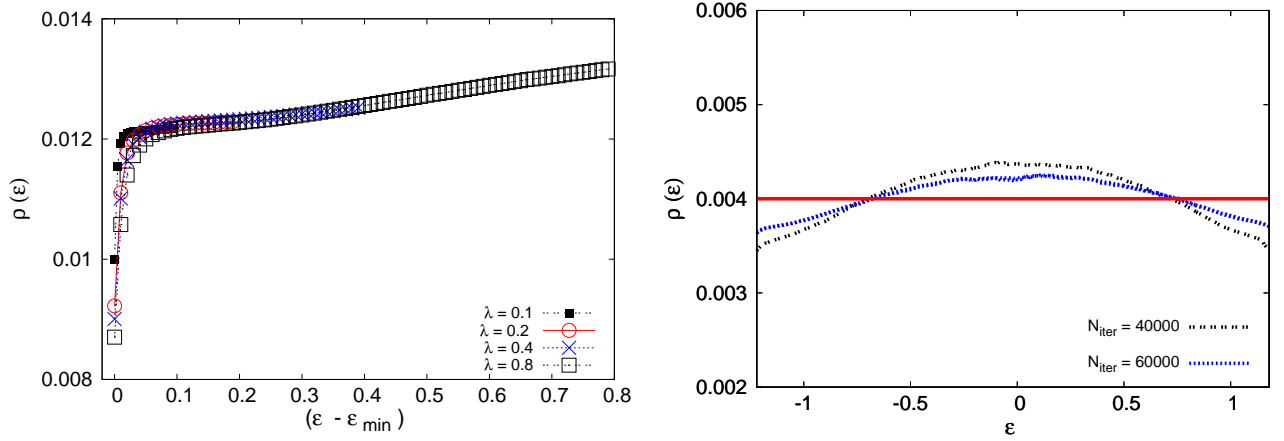 0.014
0.012
0.01
0.008
ρ (ε)
0 0.1 0.2 0.3 0.4 0.5 0.6 0.7 0.8
(ε - ε min )
λ = 0.1
λ = 0.2
λ = 0.4
λ = 0.8
0.006
0.005
0.004
0.003
0.002
ρ (ε)
-1 -0.5 0 0.5 1
ε
N iter = 40000
N iter = 60000